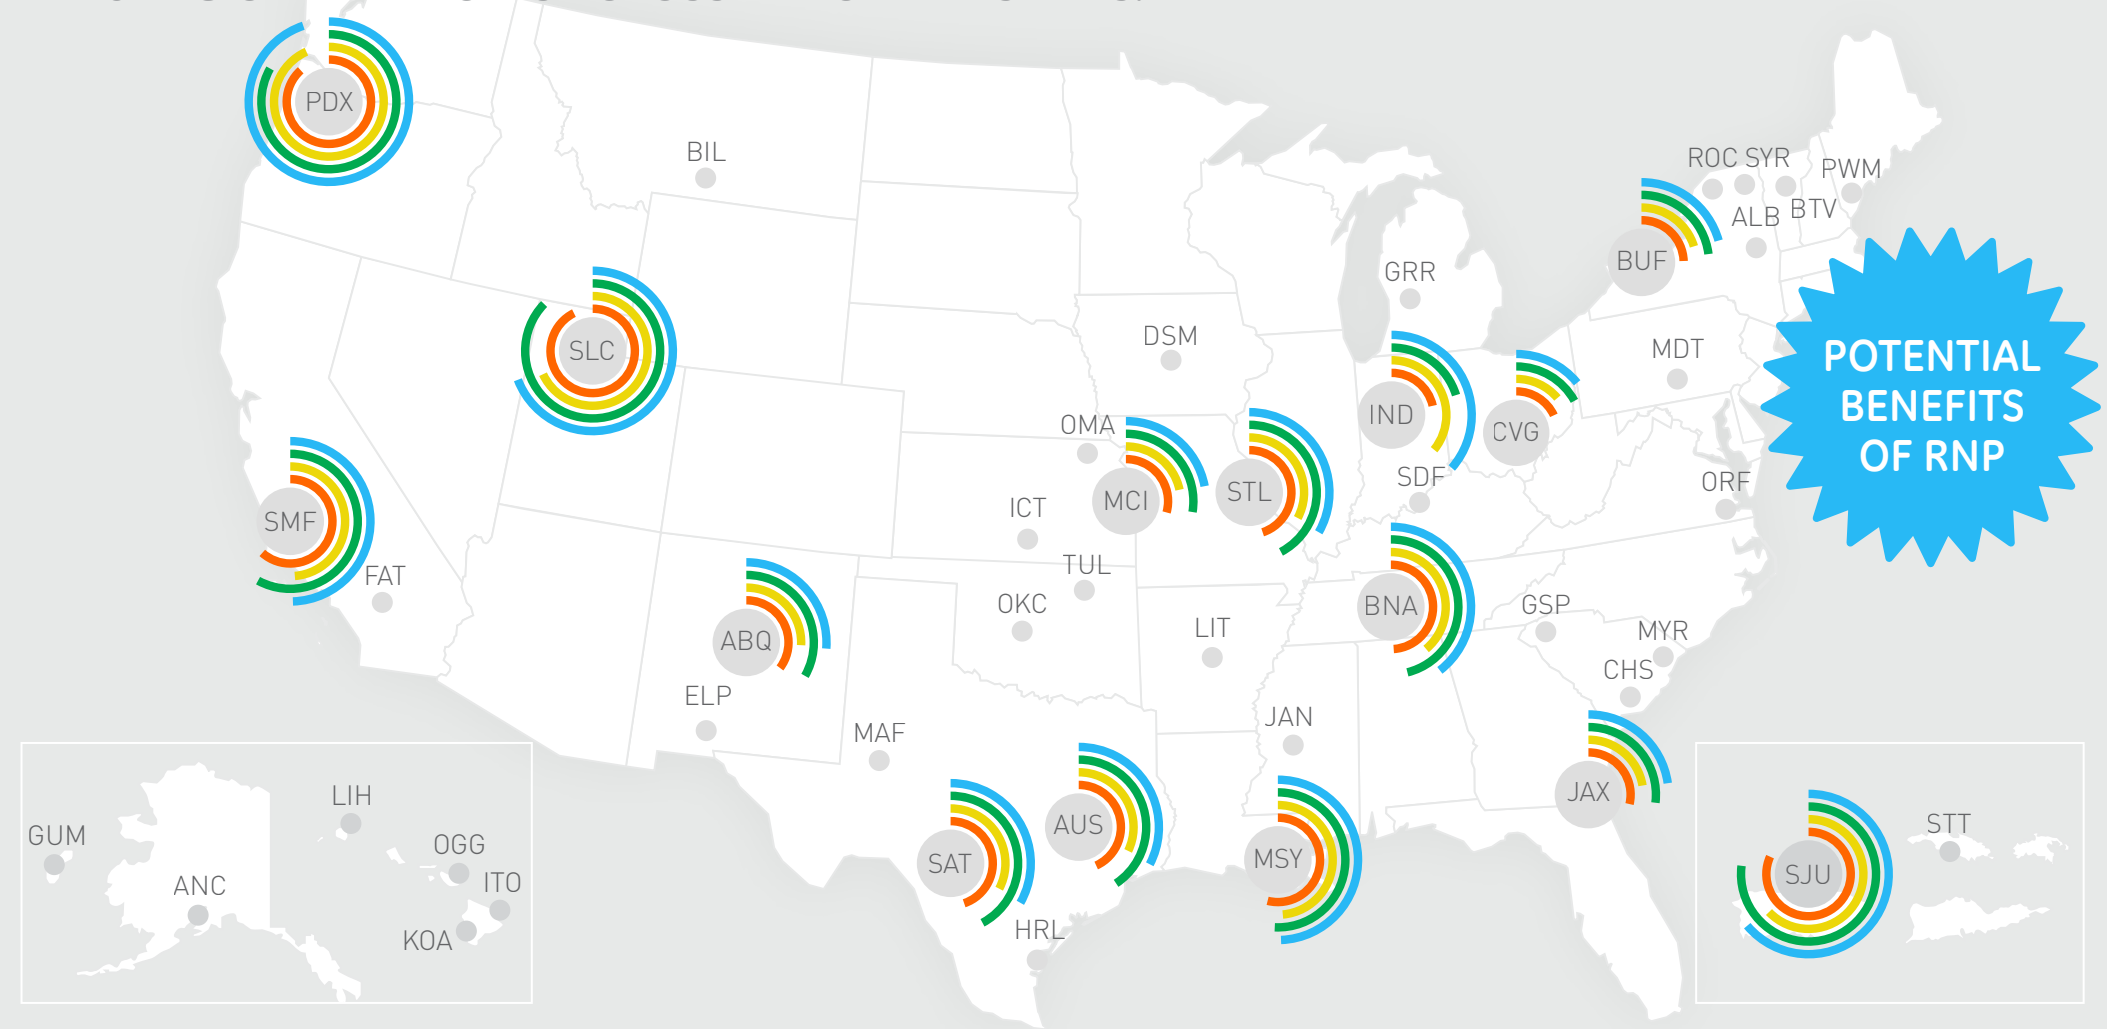 PDX
BIL
ROC SYR
PWM
ALB BTV
BUF
SLC
GRR
DSM
MDT
POTENTIAL
BENEFITS
OF RNP
OMA
IND
CVG
SMF
MCI
STL
SDF
ORF
ICT
FAT
TUL
OKC
ABQ
LIT
BNA
GSP
MYR
CHS
ELP
MAF
JAN
SAT
AUS
MSY
JAX
HRL
GUM
LIH
OGG
ANC
ITO
KOA
SJU
STT